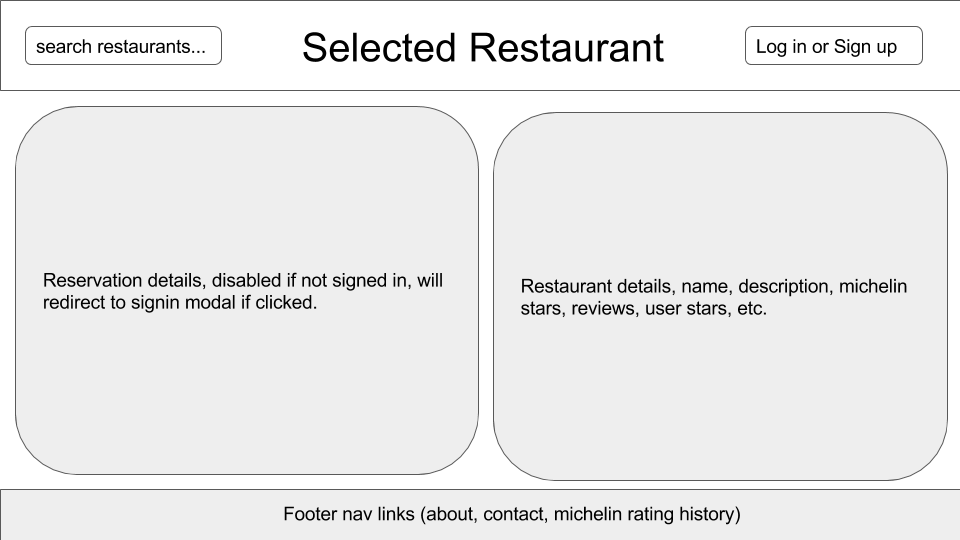 search restaurants...
Selected Restaurant
Log in or Sign up
Reservation details, disabled if not signed in, will
redirect to signin modal if clicked.
Restaurant details, name, description, michelin
stars, reviews, user stars, etc.
Footer nav links (about, contact, michelin rating history)